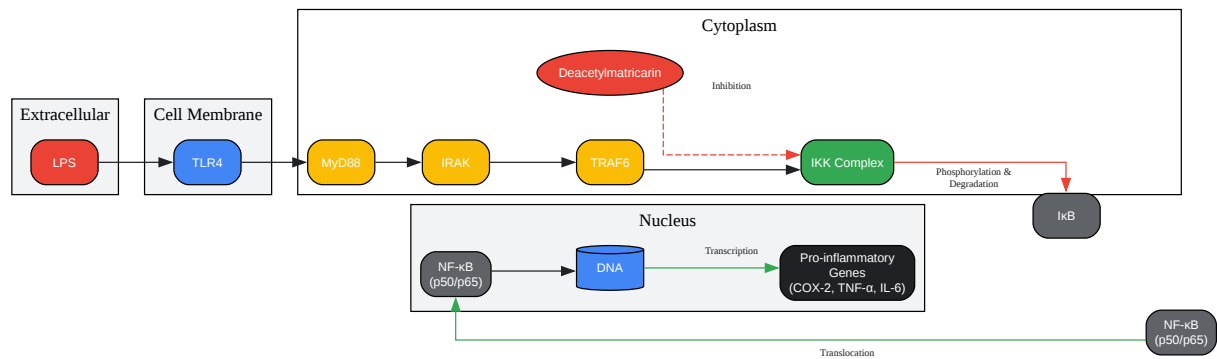 Cytoplasm
Deacetylmatricarin
Inhibition
Extracellular
Cell Membrane
LPS
TLR4
MyD88
IRAK
TRAF6
IKK Complex
Phosphorylation &
Degradation
IκB
Nucleus
NF-κB
(p50/p65)
DNA
Transcription
Pro-inflammatory
Genes
(COX-2, TNF-α, IL-6)
NF-κB
(p50/p65)
Translocation